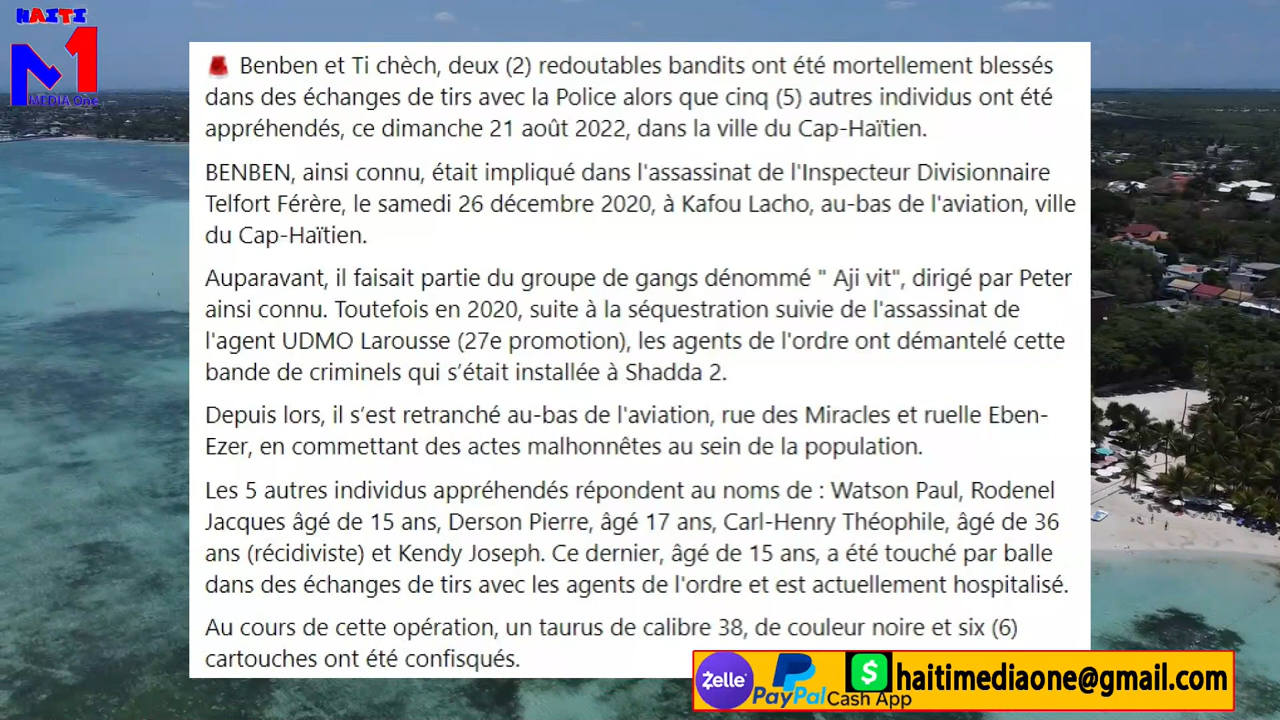 HAITI
M1
MEDIA One
Benben et Ti chèch, deux (2) redoutables bandits ont été mortellement blessés
dans des échanges de tirs avec la Police alors que cinq (5) autres individus ont été
appréhendés, ce dimanche 21 août 2022, dans la ville du Cap-Haïtien.
BENBEN, ainsi connu, était impliqué dans l'assassinat de l'Inspecteur Divisionnaire
Telfort Férère, le samedi 26 décembre 2020, à Kafou Lacho, au-bas de l'aviation, ville
du Cap-Haïtien.
Auparavant, il faisait partie du groupe de gangs dénommé " Aji vit", dirigé par Peter
ainsi connu. Toutefois en 2020, suite à la séquestration suivie de l'assassinat de
l'agent UDMO Larousse (27e promotion), les agents de l'ordre ont démantelé cette
bande de criminels qui s’était installée à Shadda 2.
Depuis lors, il s’est retranché au-bas de l'aviation, rue des Miracles et ruelle Eben-
Ezer, en commettant des actes malhonnêtes au sein de la population.
Les 5 autres individus appréhendés répondent au noms de : Watson Paul, Rodenel
Jacques âgé de 15 ans, Derson Pierre, âgé 17 ans, Carl-Henry Théophile, âgé de 36
ans (récidiviste) et Kendy Joseph. Ce dernier, âgé de 15 ans, a été touché par balle
dans des échanges de tirs avec les agents de l'ordre et est actuellement hospitalisé.
Au cours de cette opération, un taurus de calibre 38, de couleur noire et six (6)
cartouches ont été confisqués.
Zelle PayPal $ Cash App haitimediaone@gmail.com